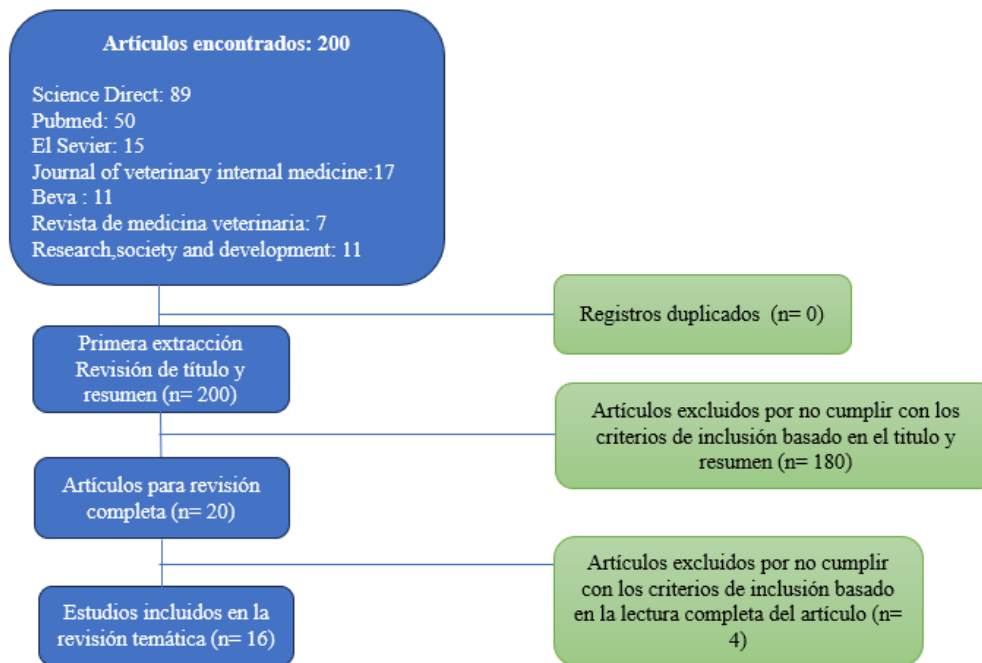 Artículos encontrados: 200
Science Direct: 89
Pubmed: 50
El Sevier: 15
Journal of veterinary internal medicine:17
Beva : 11
Revista de medicina veterinaria: 7
Research,society and development: 11
Registros duplicados (n= 0)
Primera extracción
Revisión de título y
resumen (n= 200)
Artículos excluidos por no cumplir con los
criterios de inclusión basado en el titulo y
resumen (n= 180)
Artículos para revisión
completa (n= 20)
Artículos excluidos por no cumplir
con los criterios de inclusión basado
en la lectura completa del artículo (n=
4)
Estudios incluidos en la
revisión temática (n= 16)